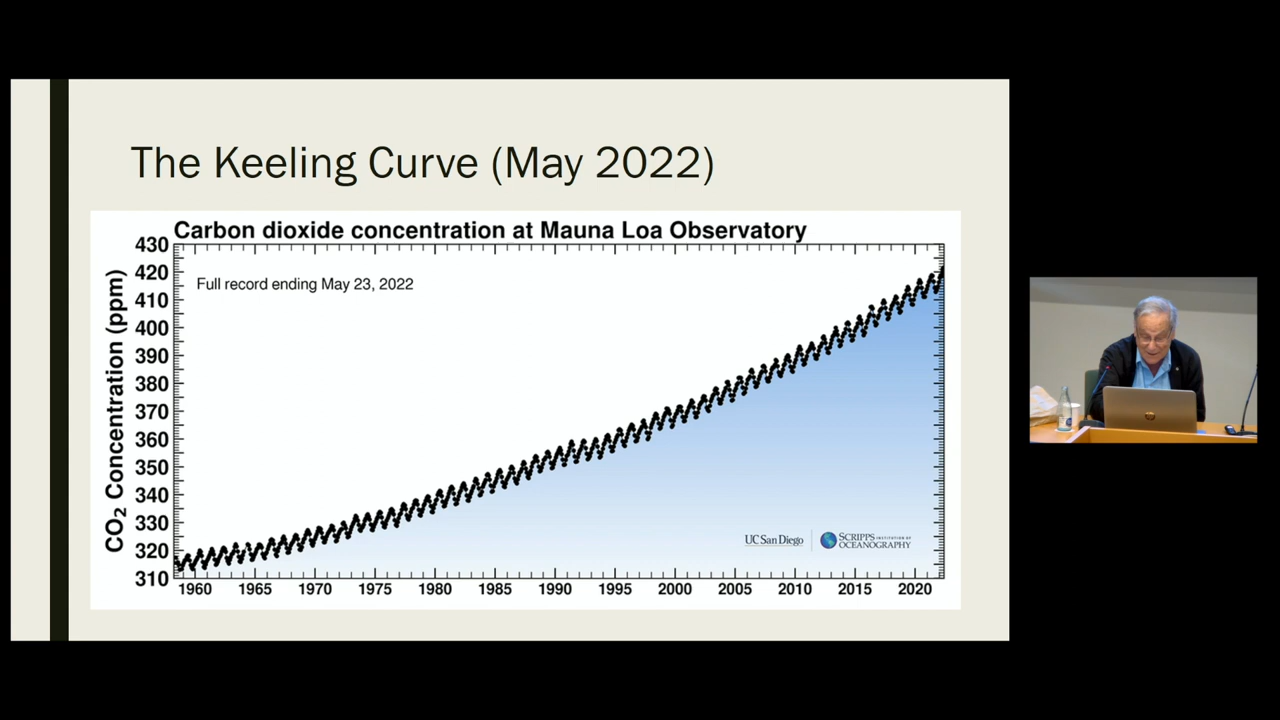 The Keeling Curve (May 2022)
Carbon dioxide concentration at Mauna Loa Observatory
Full record ending May 23, 2022
CO₂ Concentration (ppm)
430
420
410
400
390
380
370
360
350
340
330
320
310
1960 1965 1970 1975 1980 1985 1990 1995 2000 2005 2010 2015 2020
UC San Diego
SCRIPPS INSTITUTION OF
OCEANOGRAPHY